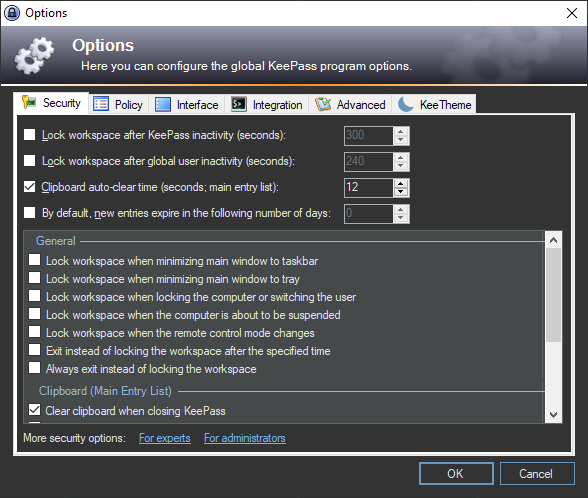 Options
Options
Here you can configure the global KeePass program options.
Security Policy Interface Integration Advanced KeeTheme
Lock workspace after KeePass inactivity (seconds): 300
Lock workspace after global user inactivity (seconds): 240
Clipboard auto-clear time (seconds; main entry list): 12
By default, new entries expire in the following number of days: 0
General
Lock workspace when minimizing main window to taskbar
Lock workspace when minimizing main window to tray
Lock workspace when locking the computer or switching the user
Lock workspace when the computer is about to be suspended
Lock workspace when the remote control mode changes
Exit instead of locking the workspace after the specified time
Always exit instead of locking the workspace
Clipboard (Main Entry List)
Clear clipboard when closing KeePass
More security options: For experts For administrators
OK Cancel